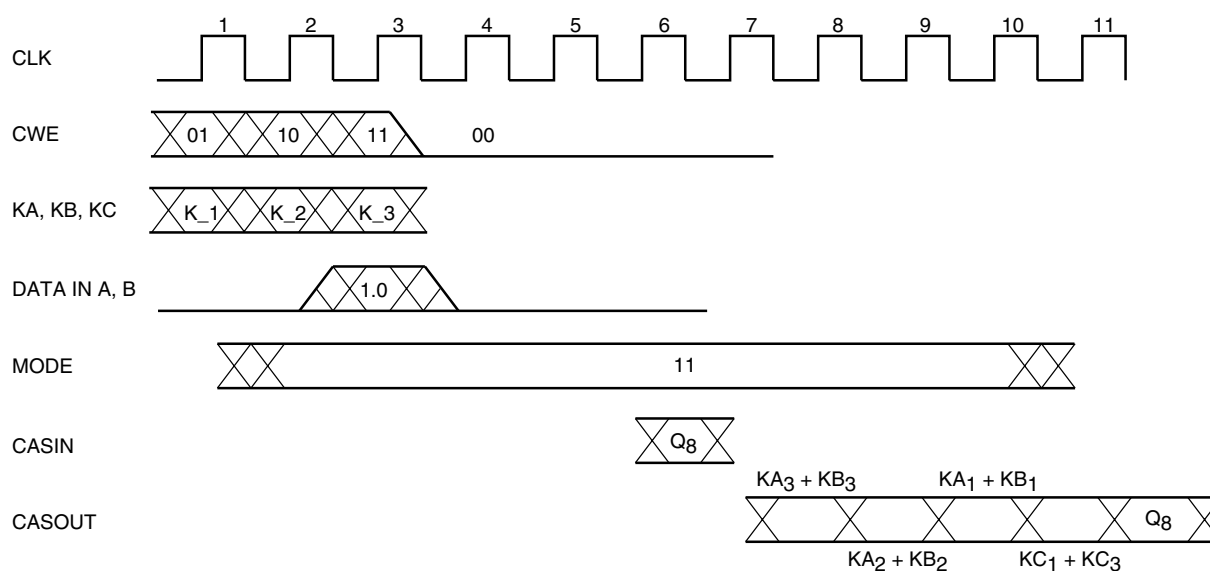 1 2 3 4 5 6 7 8 9 10 11
CLK
CWE 01 10 11 00
KA, KB, KC K_1 K_2 K_3
DATA IN A, B 1.0
MODE 11
CASIN Q8
KA3 + KB3 KA1 + KB1
CASOUT Q8
KA2 + KB2 KC1 + KC3